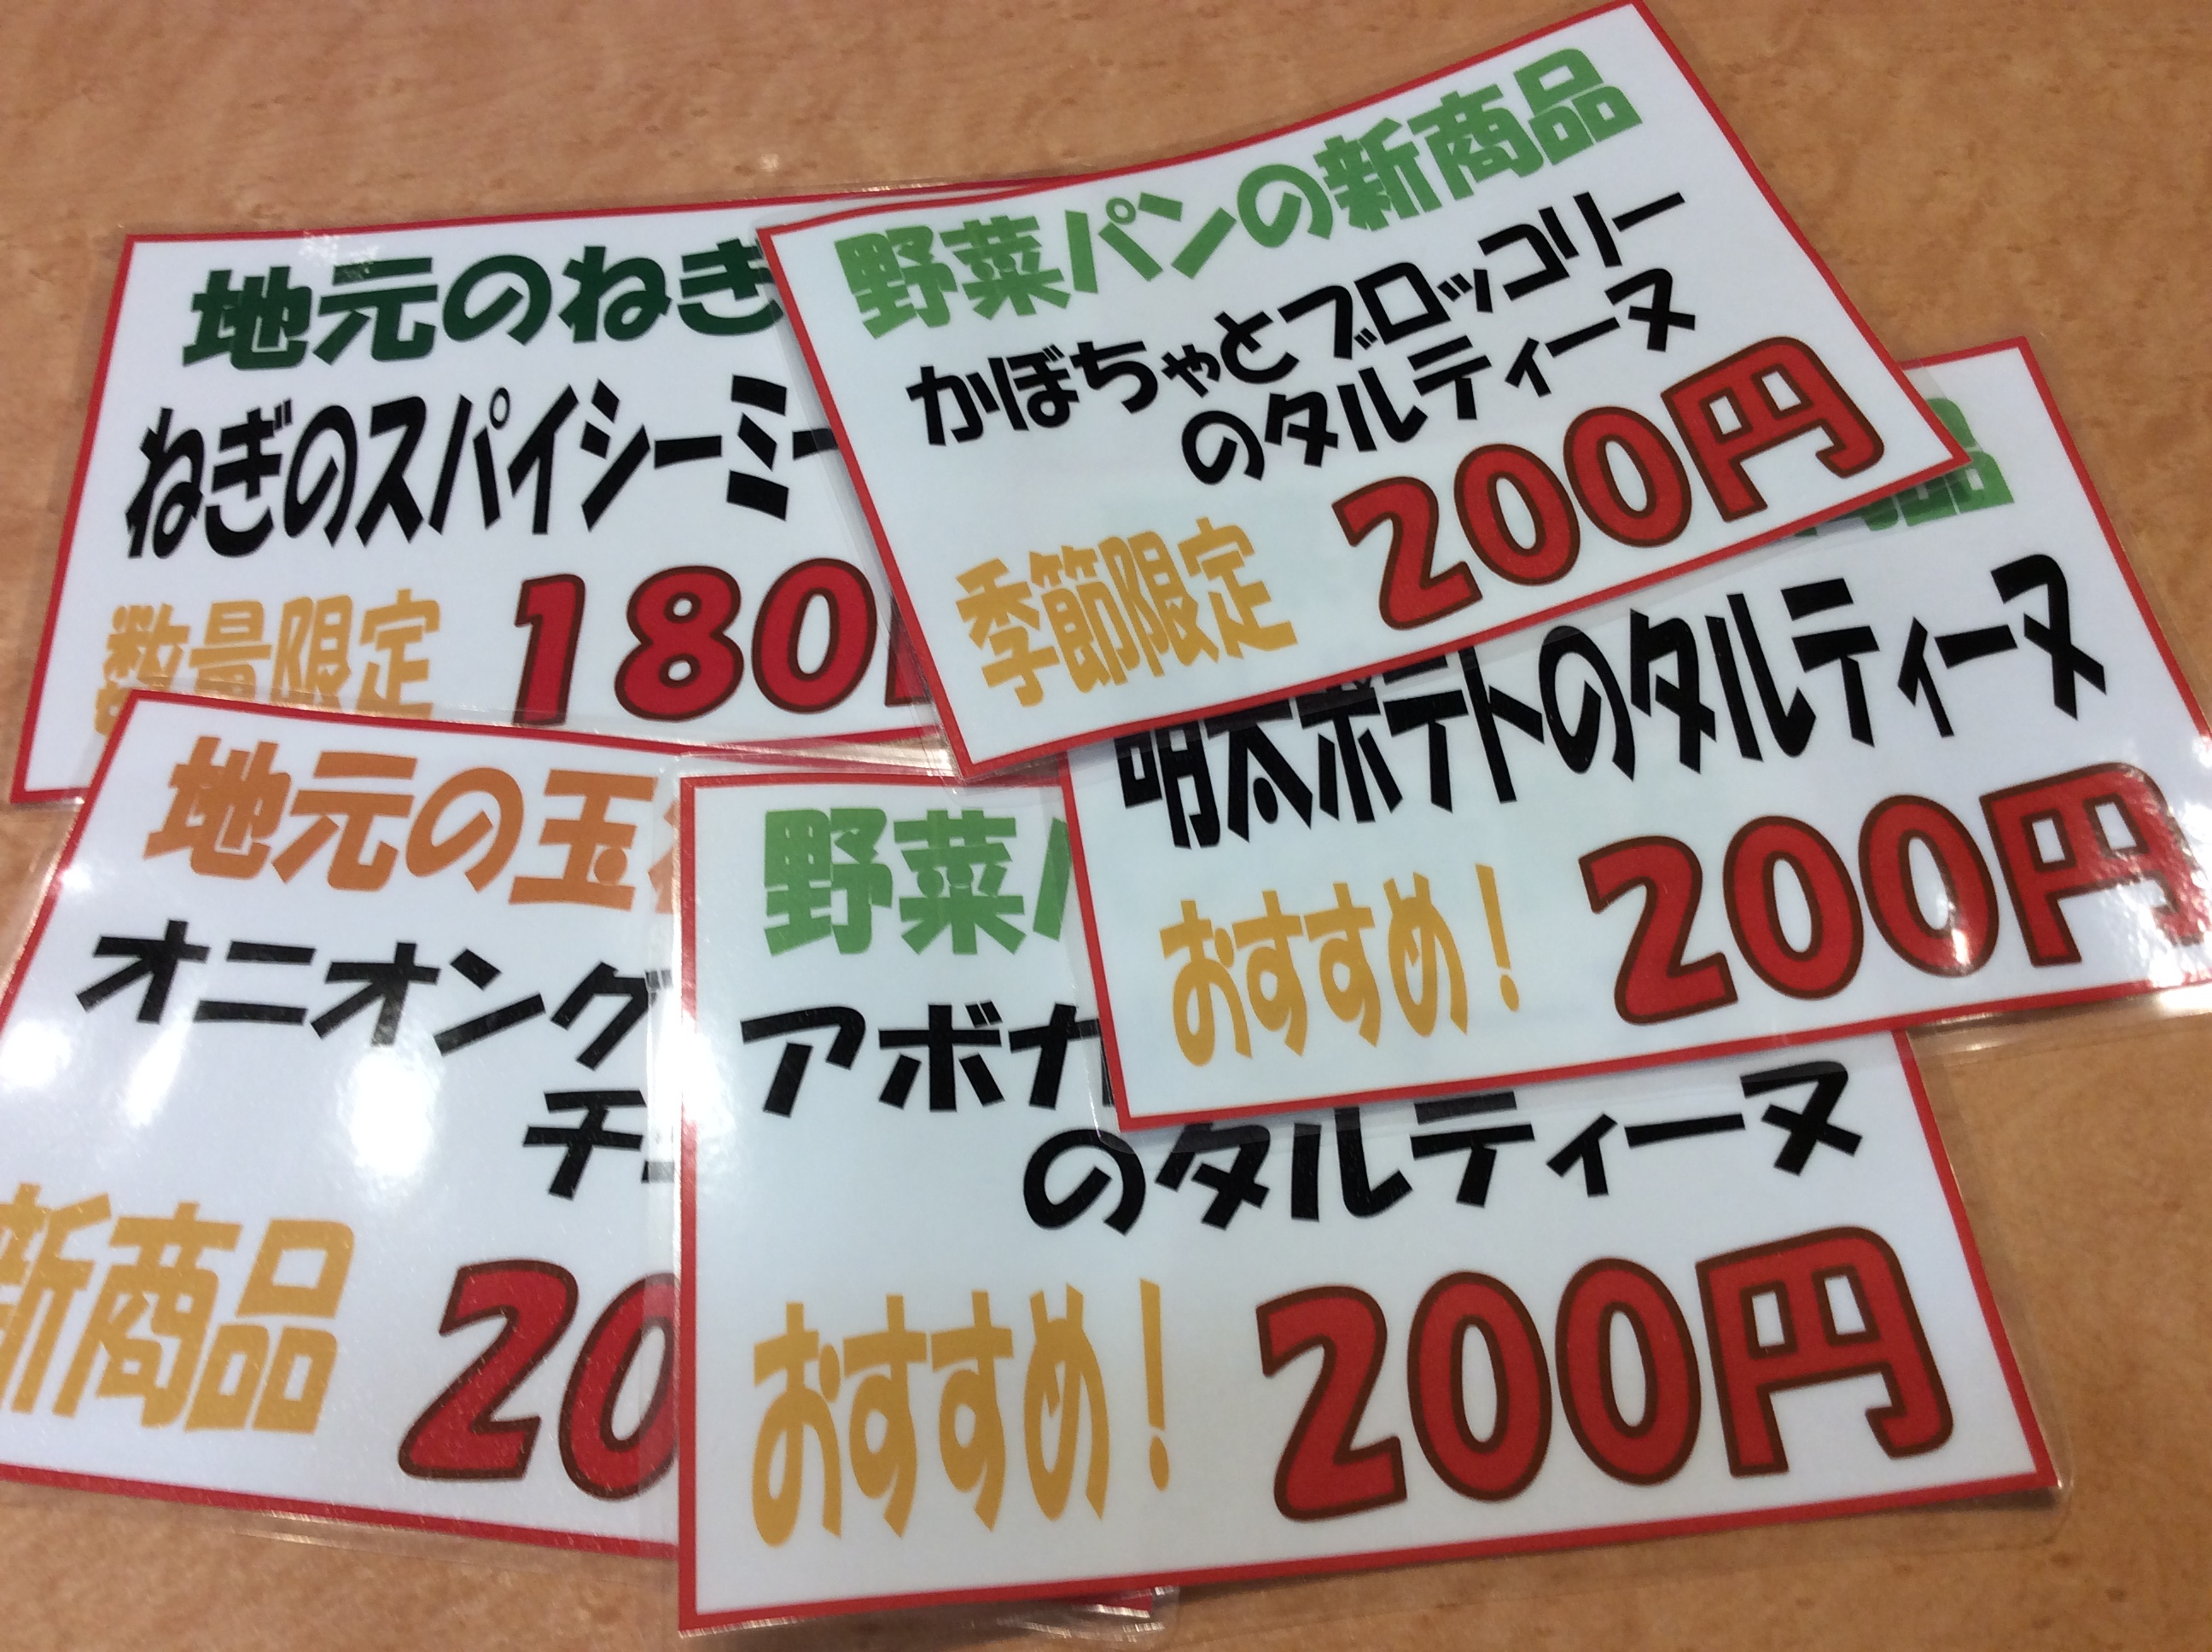 地元のねぎ
ねぎのスパイシーミー
数量限定 180
野菜パンの新商品
かぼちゃとブロッコリー
のタルティーヌ
季節限定 200円
品
明太ポテトのタルティーヌ
おすすめ! 200円
地元の玉
オニオング
チ
新商品 20
野菜パ
アボカ
のタルティーヌ
おすすめ! 200円